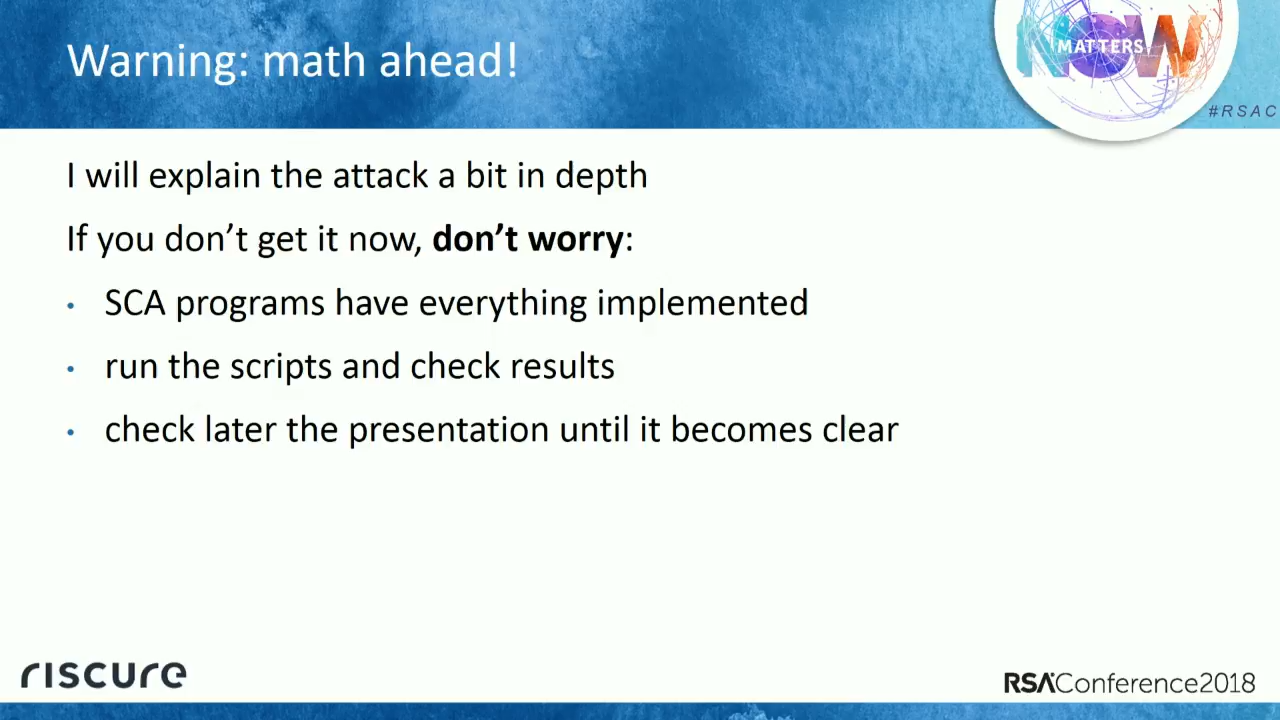 Warning: math ahead!
NOW
MATTERS
#RSAC
I will explain the attack a bit in depth
If you don’t get it now, don’t worry:
• SCA programs have everything implemented
• run the scripts and check results
• check later the presentation until it becomes clear
riscure
RSAConference2018